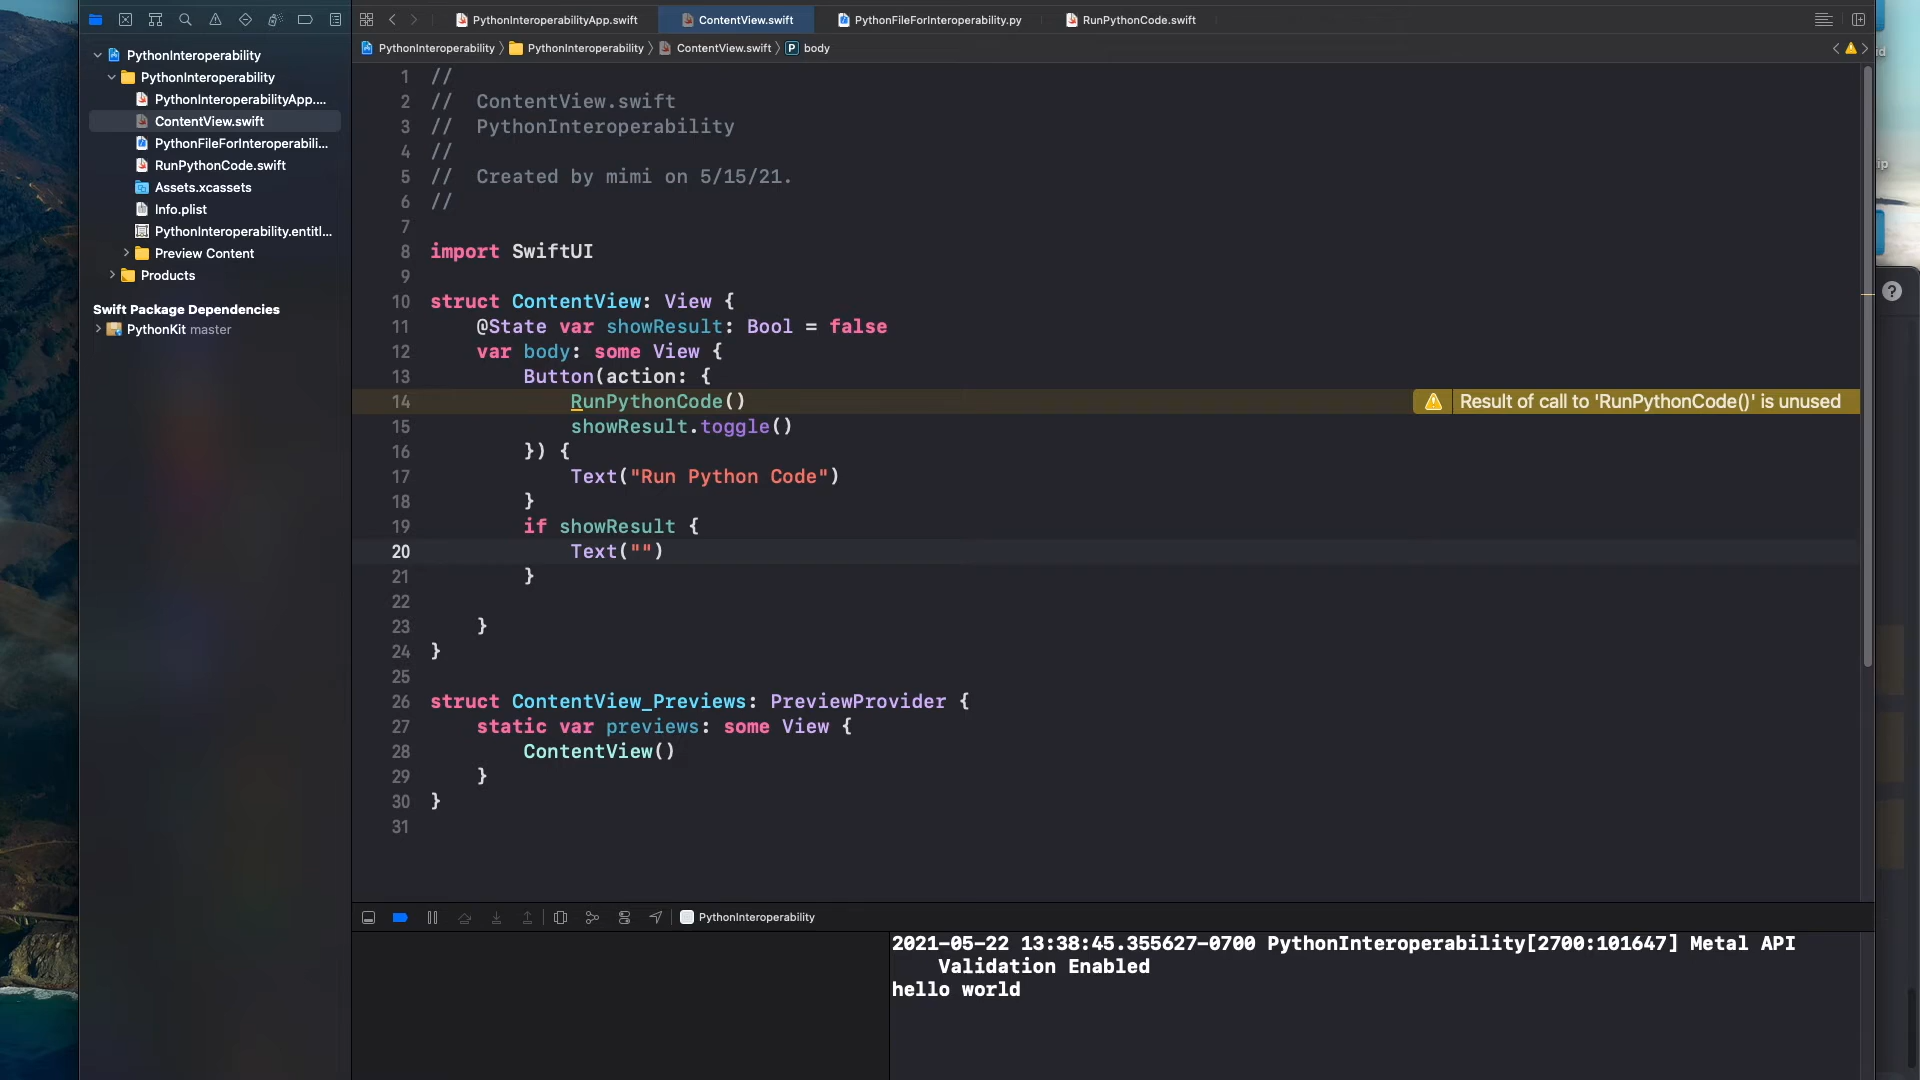 PythonInteroperabilityApp.swift
ContentView.swift
PythonFileForInteroperability.py
RunPythonCode.swift
PythonInteroperability
PythonInteroperability
PythonInteroperabilityApp....
ContentView.swift
PythonFileForInteroperabili...
RunPythonCode.swift
Assets.xcassets
Info.plist
PythonInteroperability.entitl...
Preview Content
Products
Swift Package Dependencies
PythonKit master
PythonInteroperability 〉 PythonInteroperability 〉 ContentView.swift 〉 P body
1 //
2 //  ContentView.swift
3 //  PythonInteroperability
4 //
5 //  Created by mimi on 5/15/21.
6 //
7
8 import SwiftUI
9
10 struct ContentView: View {
11     @State var showResult: Bool = false
12     var body: some View {
13         Button(action: {
14             RunPythonCode()
Result of call to 'RunPythonCode()' is unused
15             showResult.toggle()
16         }) {
17             Text("Run Python Code")
18         }
19         if showResult {
20             Text("")
21         }
22
23     }
24 }
25
26 struct ContentView_Previews: PreviewProvider {
27     static var previews: some View {
28         ContentView()
29     }
30 }
31
PythonInteroperability
2021-05-22 13:38:45.355627-0700 PythonInteroperability[2700:101647] Metal API
Validation Enabled
hello world
id
ip
?